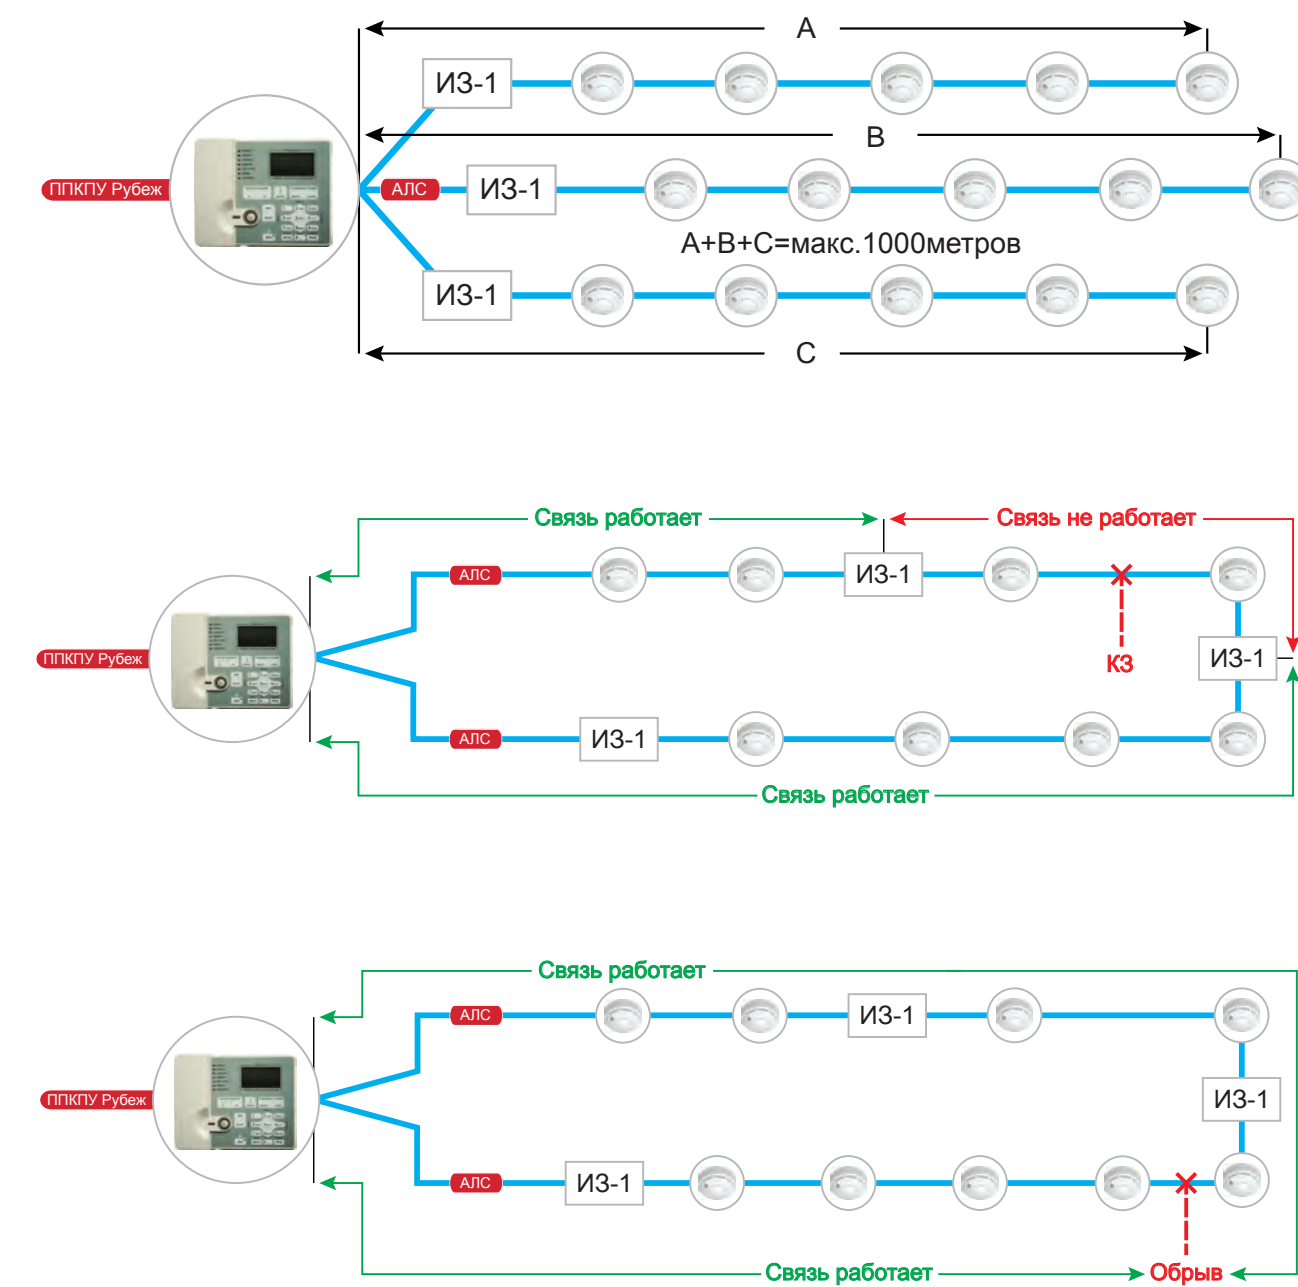 A
ИЗ-1
B
ППКПУ Рубеж
АЛС
ИЗ-1
A+B+C=макс.1000метров
ИЗ-1
C
Связь работает
Связь не работает
АЛС
ИЗ-1
ППКПУ Рубеж
КЗ
ИЗ-1
АЛС
ИЗ-1
Связь работает
Связь работает
АЛС
ИЗ-1
ППКПУ Рубеж
ИЗ-1
АЛС
ИЗ-1
Связь работает
Обрыв